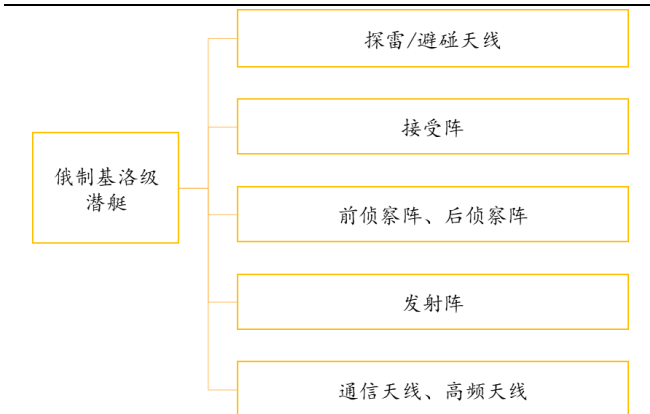 探雷/避碰天线
接受阵
俄制基洛级
潜艇
前侦察阵、后侦察阵
发射阵
通信天线、高频天线